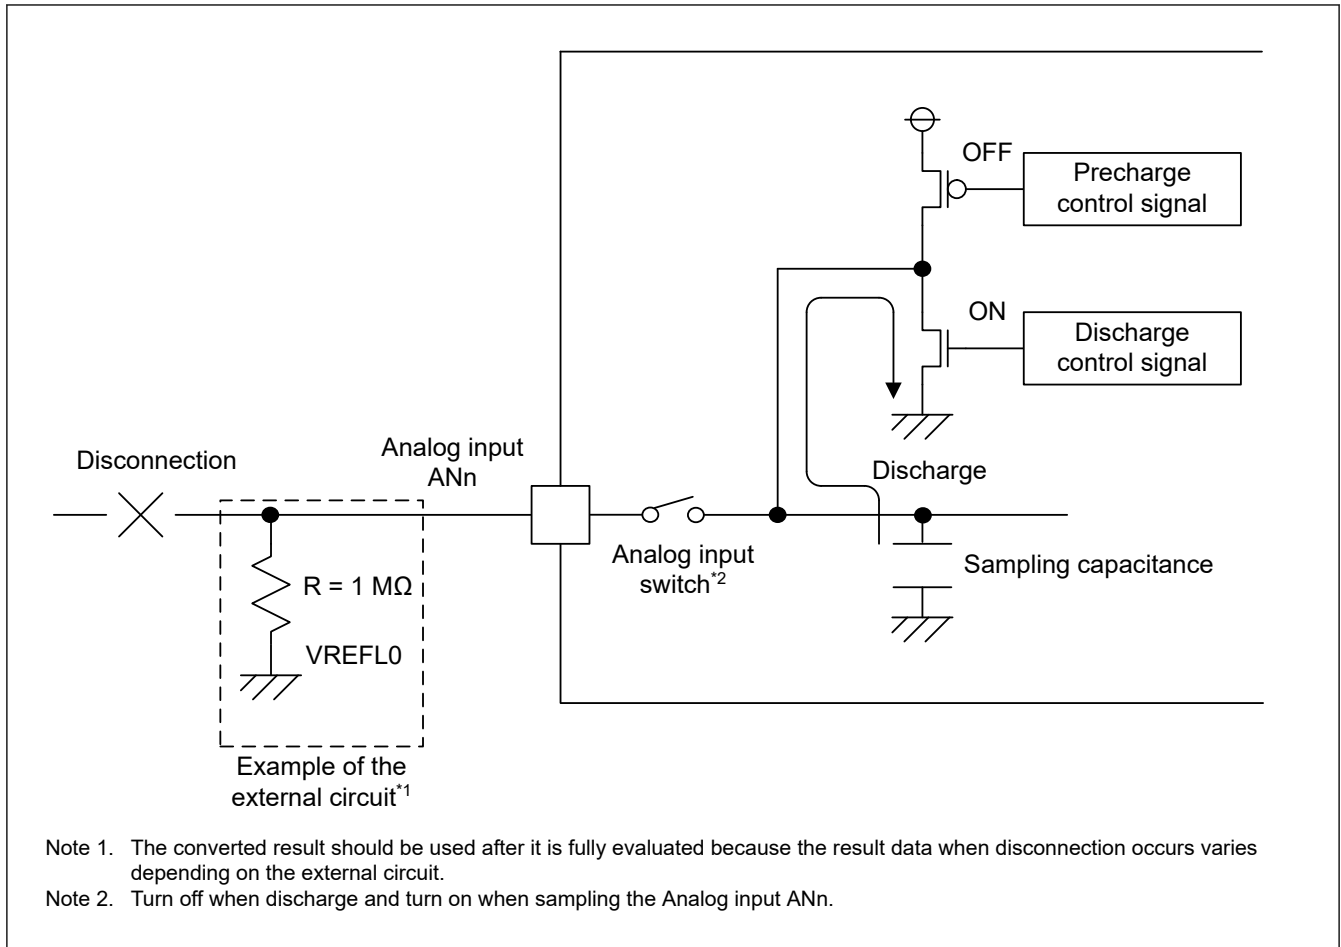 OFF
Precharge
control signal
ON
Discharge
control signal
Disconnection
Analog input
ANn
Discharge
Analog input
switch*2
Sampling capacitance
R = 1 MΩ
VREFL0
Example of the
external circuit*1
Note 1. The converted result should be used after it is fully evaluated because the result data when disconnection occurs varies
depending on the external circuit.
Note 2. Turn off when discharge and turn on when sampling the Analog input ANn.